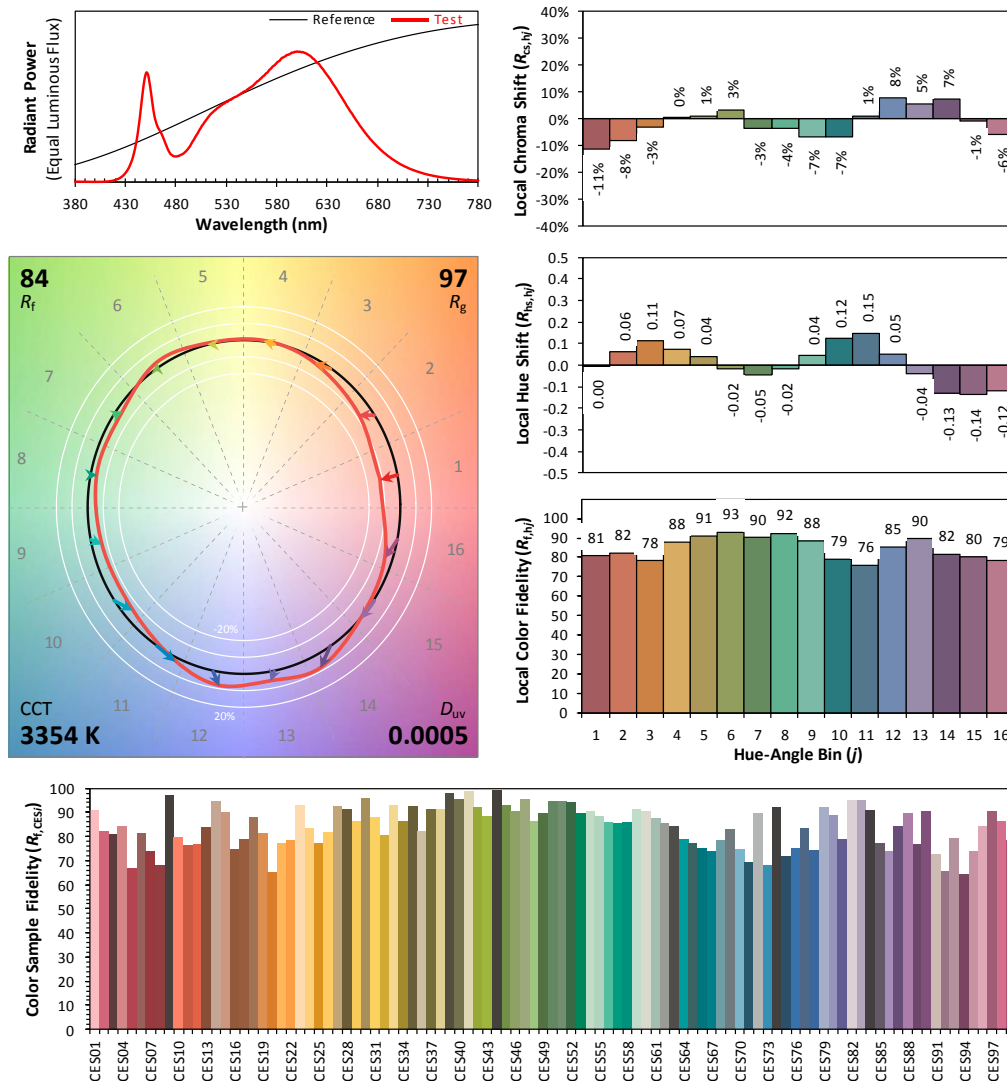 Reference Test
Radiant Power
(Equal Luminous Flux)
380 430 480 530 580 630 680 730 780
Wavelength (nm)
Local Chroma Shift (Rcs,hj)
40%
30%
20%
10%
0%
-10%
-20%
-30%
-40%
-11% -8% -3% 0% 1% 3% -3% -4% -7% -7% 1% 8% 5% 7% -1% -6%
84
Rf
97
Rg
5 4
6 3
7 2
8 1
9 16
10 15
11 14
12 13
-20%
20%
CCT
3354 K
Duv
0.0005
Local Hue Shift (Rhs,hj)
0.5
0.4
0.3
0.2
0.1
0.0
-0.1
-0.2
-0.3
-0.4
-0.5
0.00 0.06 0.11 0.07 0.04 -0.02 -0.05 -0.02 0.04 0.12 0.15 0.05 -0.04 -0.13 -0.14 -0.12
Local Color Fidelity (Rf,hj)
100
90
80
70
60
50
40
30
20
10
0
81 82 78 88 91 93 90 92 88 79 76 85 90 82 80 79
1 2 3 4 5 6 7 8 9 10 11 12 13 14 15 16
Hue-Angle Bin (j)
Color Sample Fidelity (Rf,CESi)
100
90
80
70
60
50
40
30
20
10
0
CES01 CES04 CES07 CES10 CES13 CES16 CES19 CES22 CES25 CES28 CES31 CES34 CES37 CES40 CES43 CES46 CES49 CES52 CES55 CES58 CES61 CES64 CES67 CES70 CES73 CES76 CES79 CES82 CES85 CES88 CES91 CES94 CES97